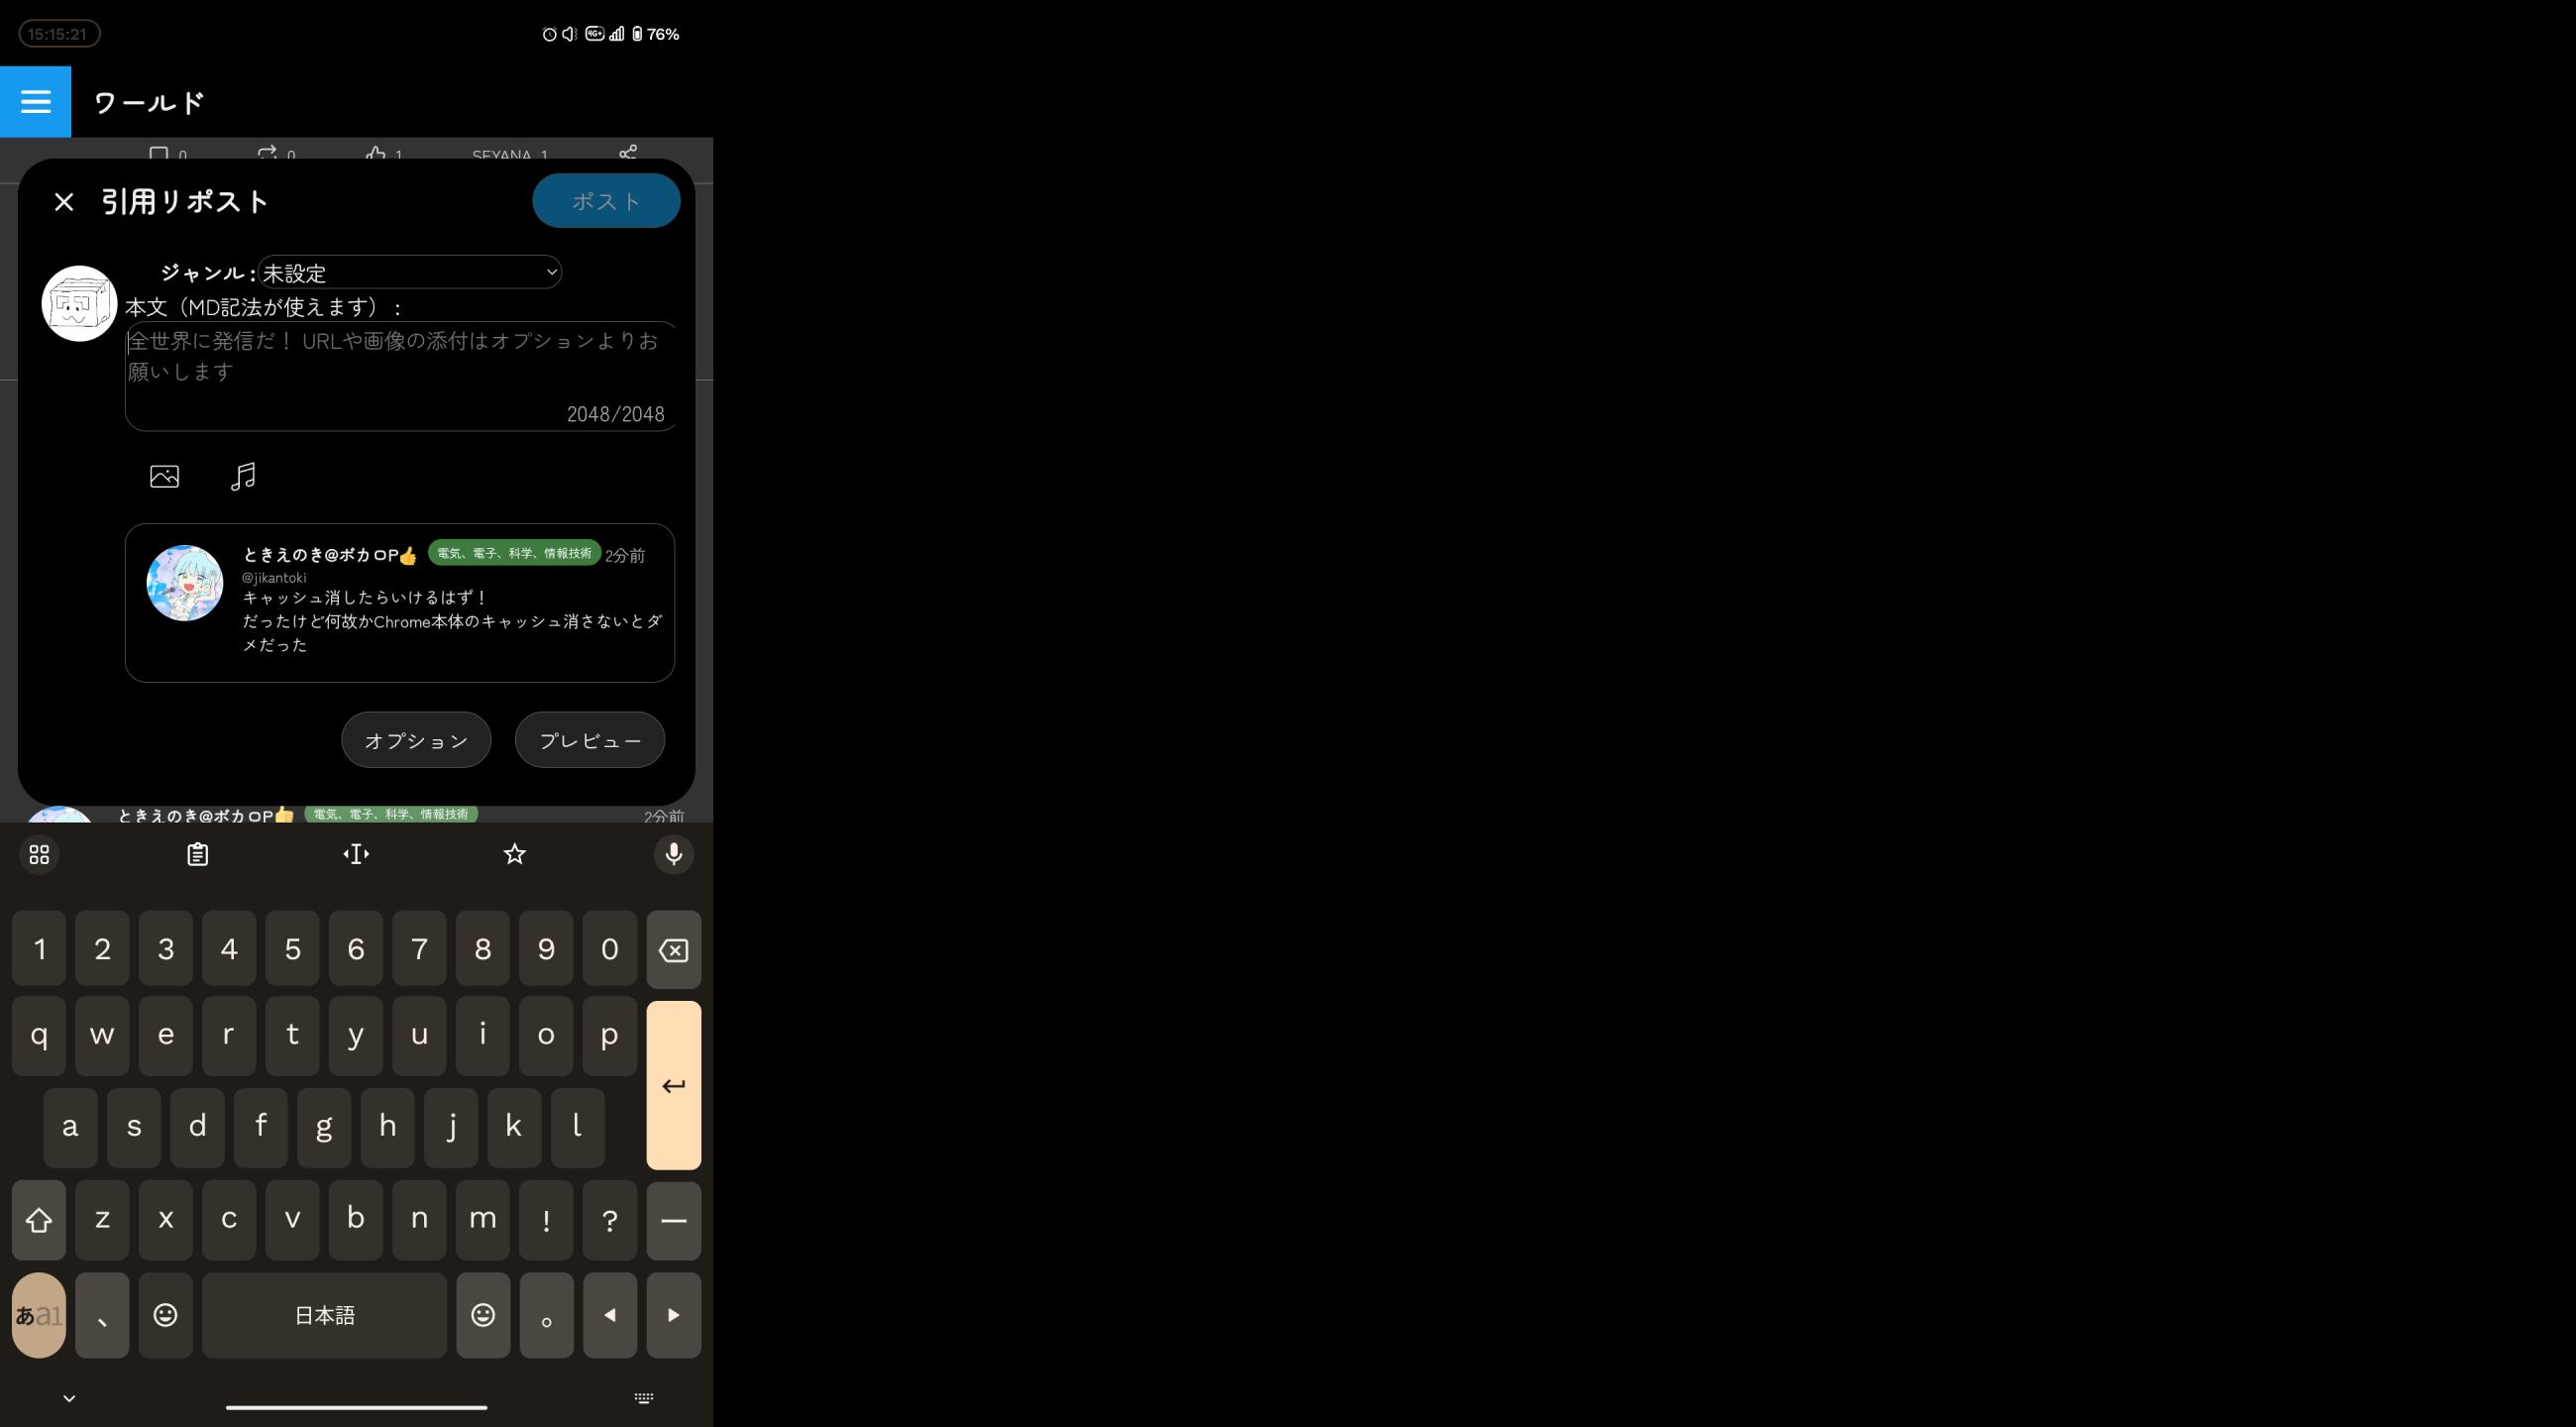 15:15:21
4G+ 76%
ワールド
0 0 1 SEYANA 1
引用リポスト
ポスト
ジャンル : 未設定
本文（MD記法が使えます）：
全世界に発信だ！ URLや画像の添付はオプションよりお
願いします
2048/2048
ときえのき@ボカロP👍 電気、電子、科学、情報技術 2分前
@jikantoki
キャッシュ消したらいけるはず！
だったけど何故かChrome本体のキャッシュ消さないとダ
メだった
オプション プレビュー
ときえのき@ボカロP👍 電気、電子、科学、情報技術 2分前
1 2 3 4 5 6 7 8 9 0
q w e r t y u i o p
a s d f g h j k l
z x c v b n m ! ? ー
あa1 、 日本語 。